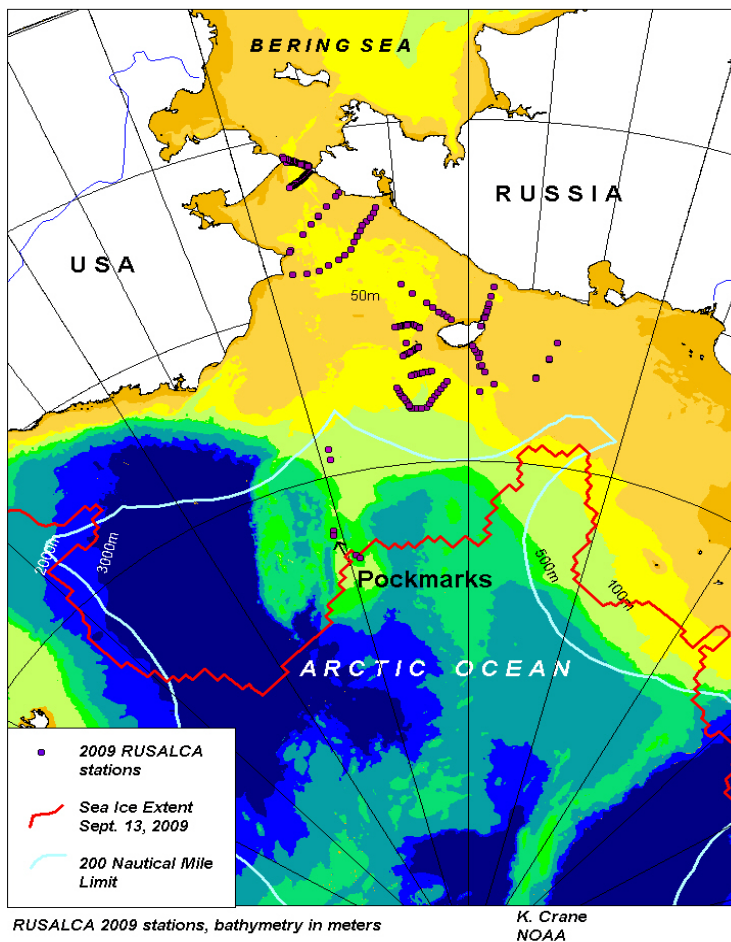 BERING SEA
RUSSIA
USA
50m
2000m
3000m
500m
100m
Pockmarks
ARCTIC OCEAN
2009 RUSALCA
stations
Sea Ice Extent
Sept. 13, 2009
200 Nautical Mile
Limit
RUSALCA 2009 stations, bathymetry in meters
K. Crane
NOAA